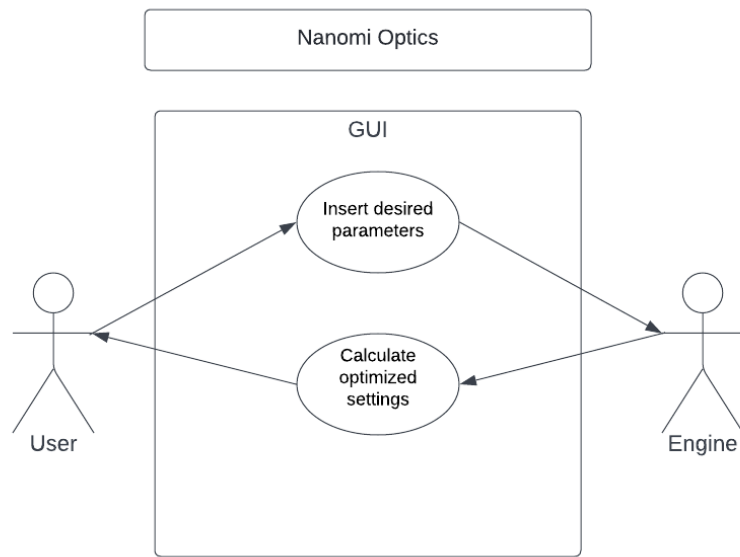 Nanomi Optics
GUI
Insert desired
parameters
Calculate
optimized
settings
User
Engine